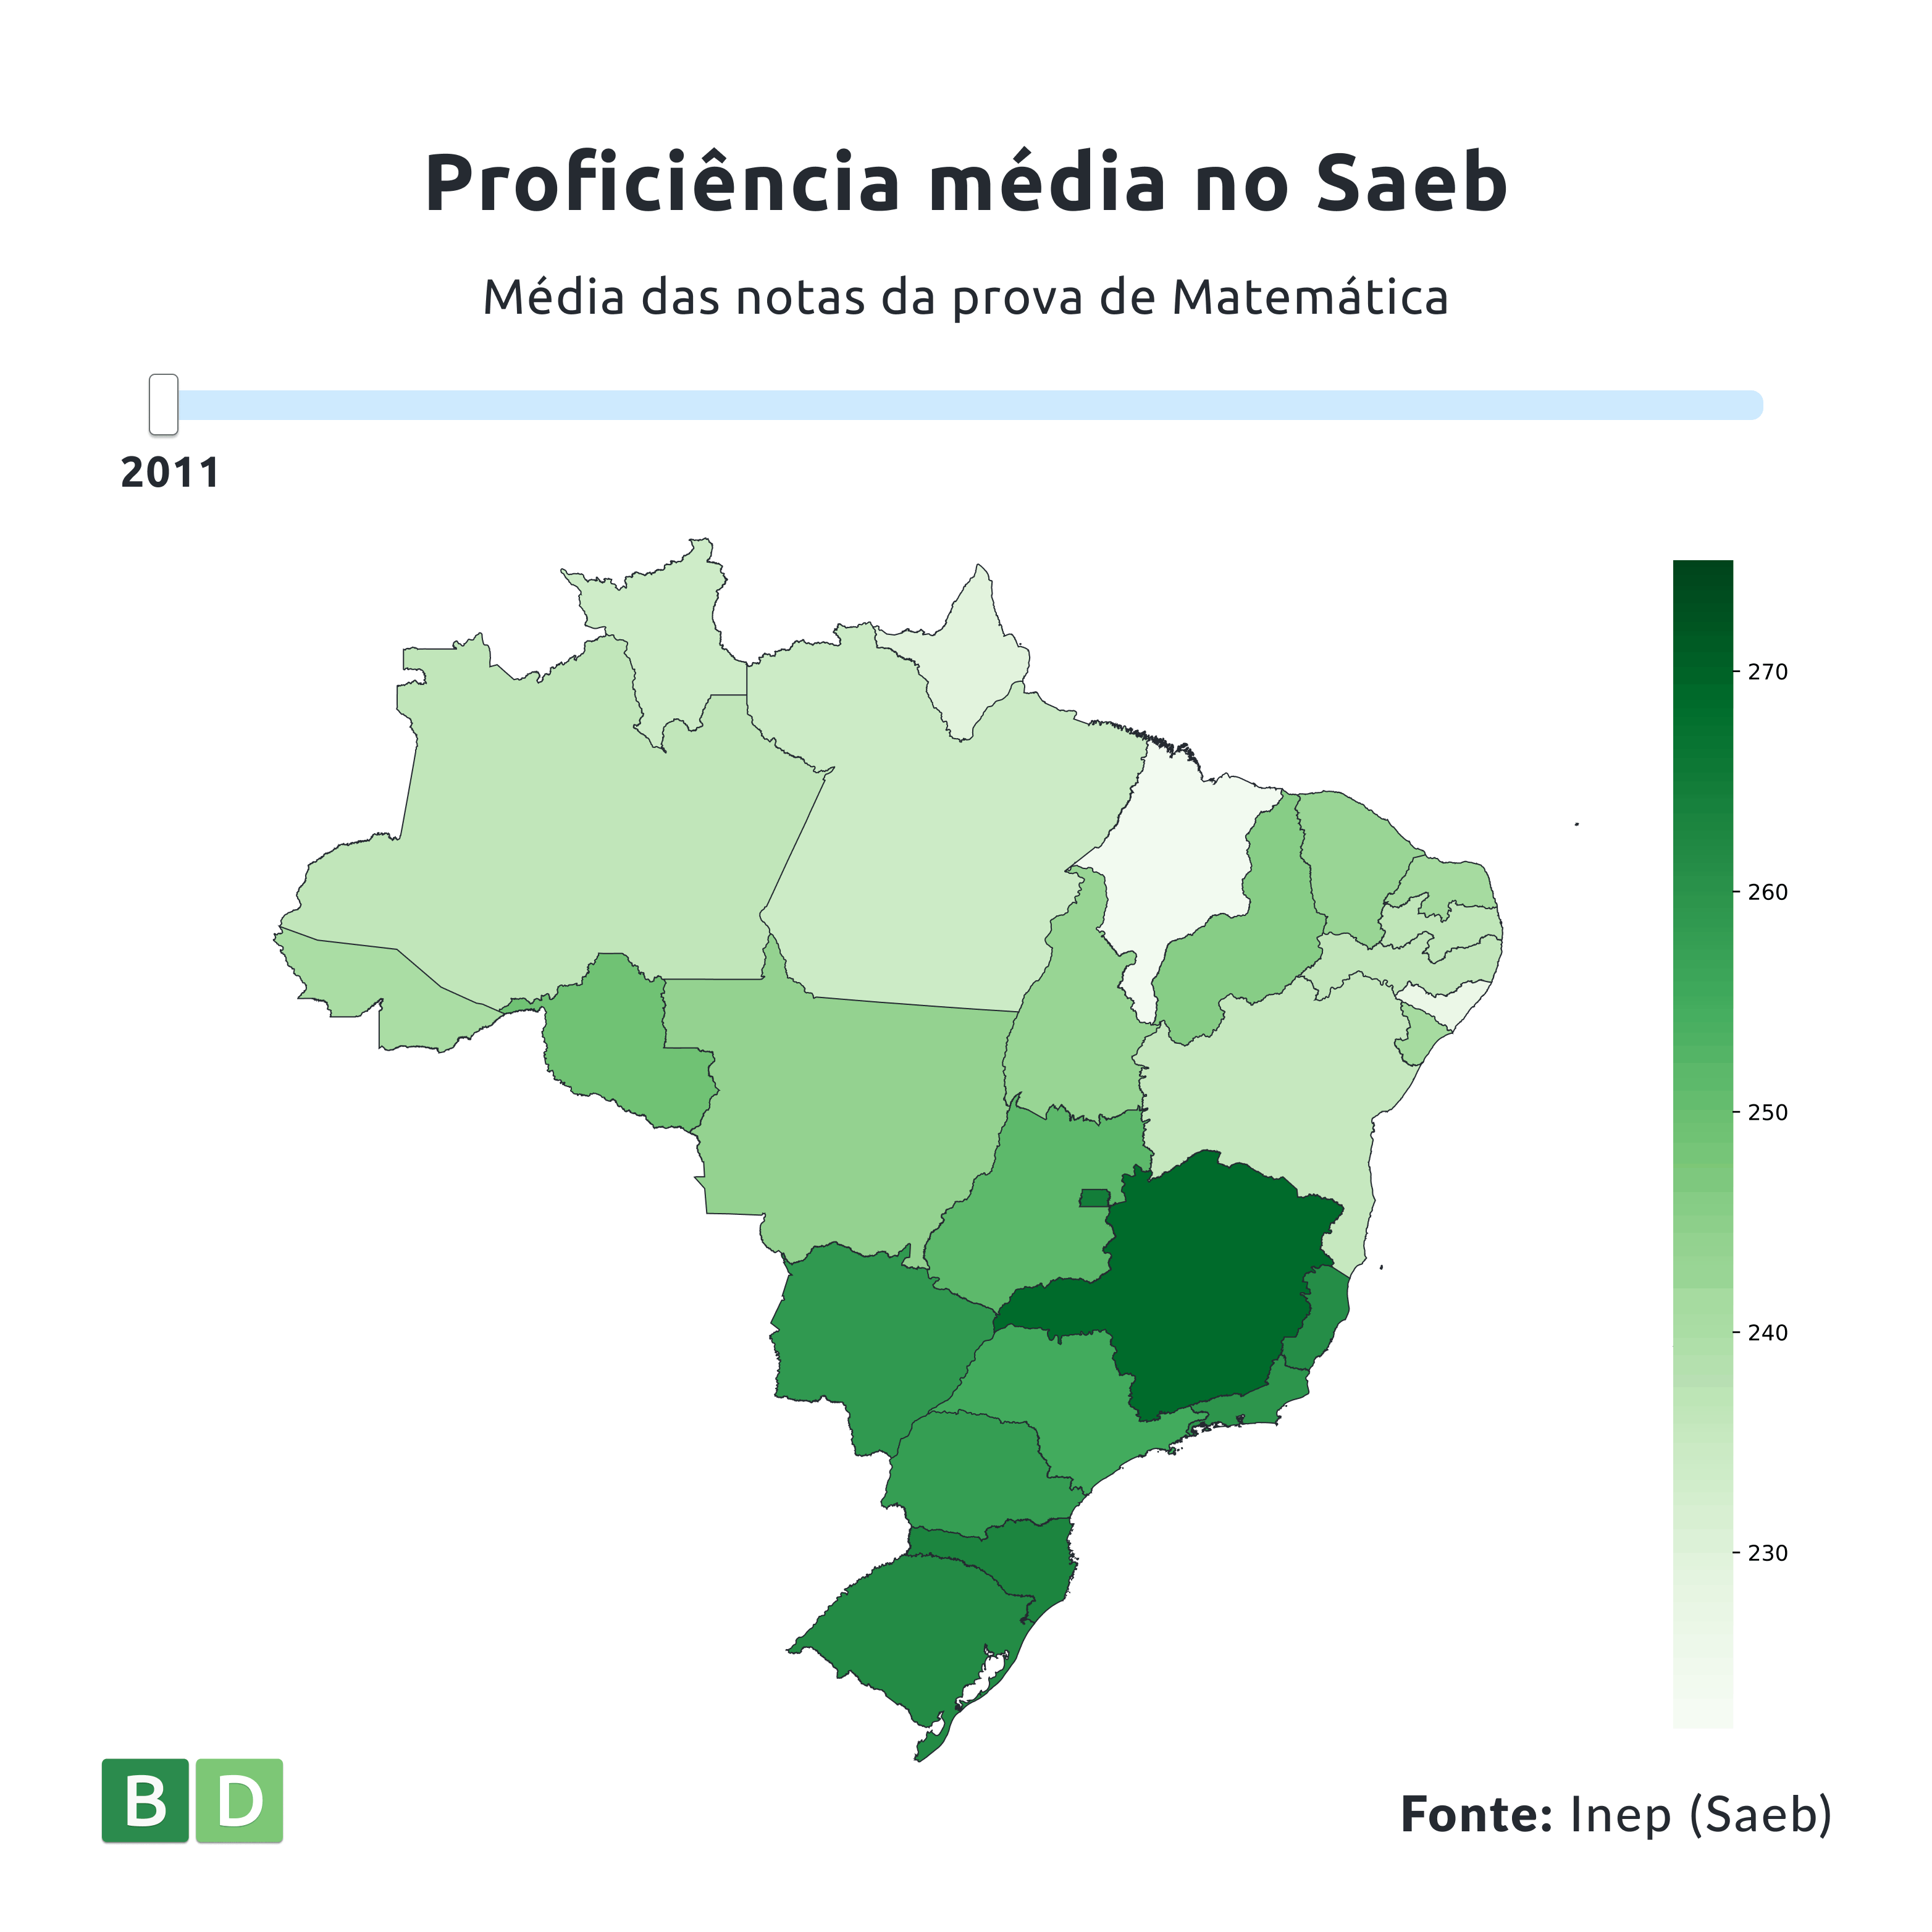 Proficiência média no Saeb
Média das notas da prova de Matemática
2011
270
260
250
240
230
B D
Fonte: Inep (Saeb)